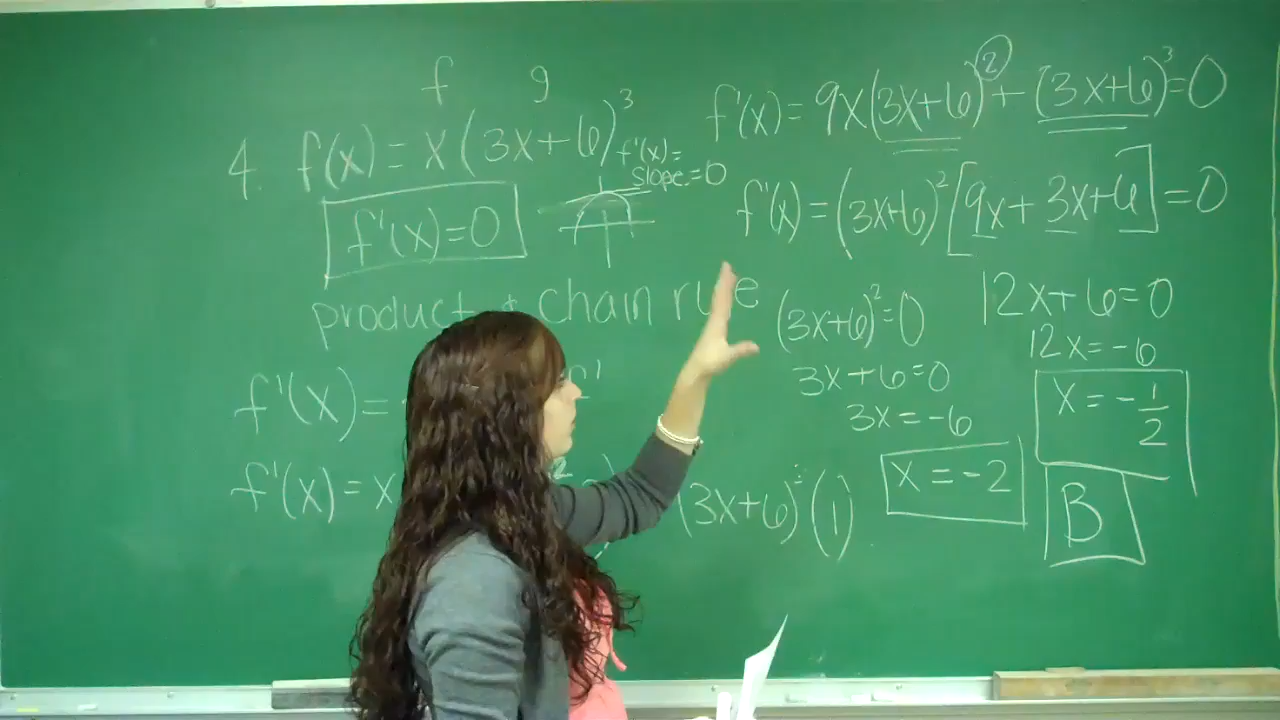 f g
4. f(x) = x(3x+6)³
f'(x)=
slope=0
f'(x)=0
product & chain rule
f'(x) =
f'(x) = x
(3x+6)³(1)
f'(x) = 9x(3x+6)² + (3x+6)³=0
f'(x) = (3x+6)²[9x+3x+6] = 0
(3x+6)²=0
3x+6=0
3x = -6
x = -2
12x+6=0
12x=-6
x = -1/2
B